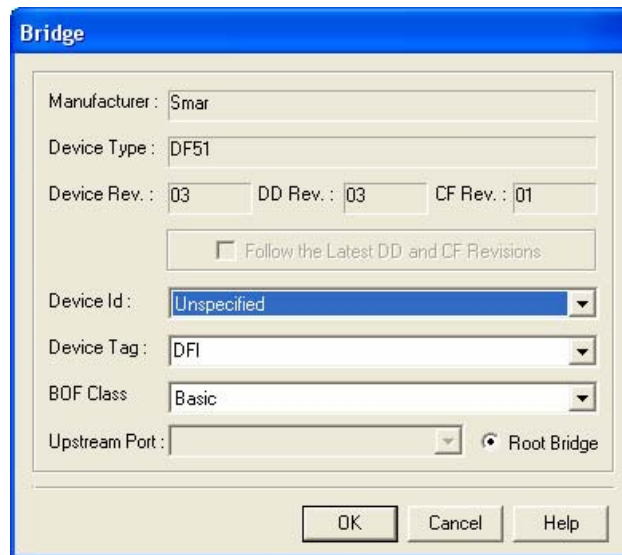 Bridge
Manufacturer : Smar
Device Type : DF51
Device Rev. : 03 DD Rev. : 03 CF Rev. : 01
Follow the Latest DD and CF Revisions
Device Id : Unspecified
Device Tag : DFI
BOF Class Basic
Upstream Port : Root Bridge
OK Cancel Help